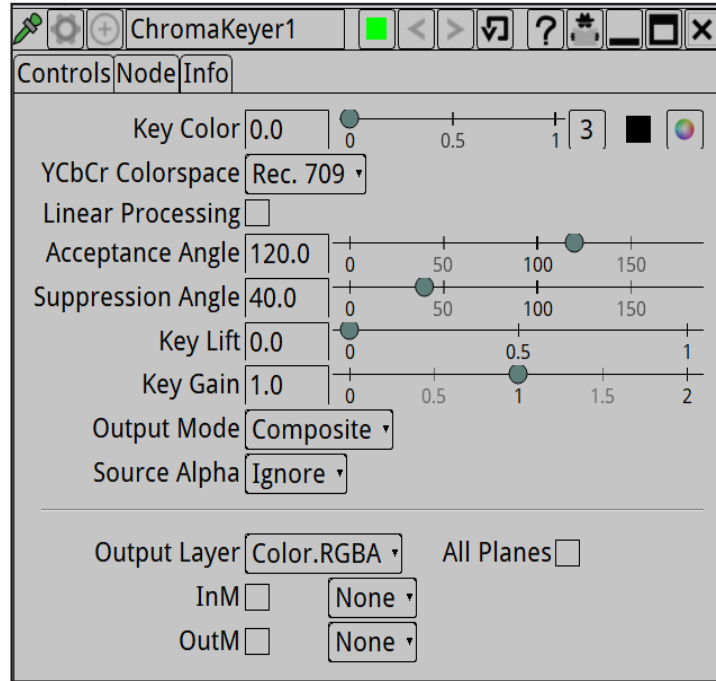 ChromaKeyer1 ?
Controls Node Info
Key Color 0.0 0 0.5 1 3
YCbCr Colorspace Rec. 709
Linear Processing
Acceptance Angle 120.0 0 50 100 150
Suppression Angle 40.0 0 50 100 150
Key Lift 0.0 0 0.5 1
Key Gain 1.0 0 0.5 1 1.5 2
Output Mode Composite
Source Alpha Ignore
Output Layer Color.RGBA All Planes
InM None
OutM None